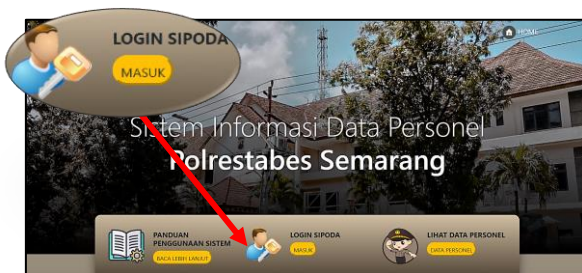 LOGIN SIPODA
MASUK
HOME
Sistem Informasi Data Personel
Polrestabes Semarang
PANDUAN
PENGGUNAAN SISTEM
BACA LEBIH LANJUT
LOGIN SIPODA
MASUK
LIHAT DATA PERSONEL
DATA PERSONEL